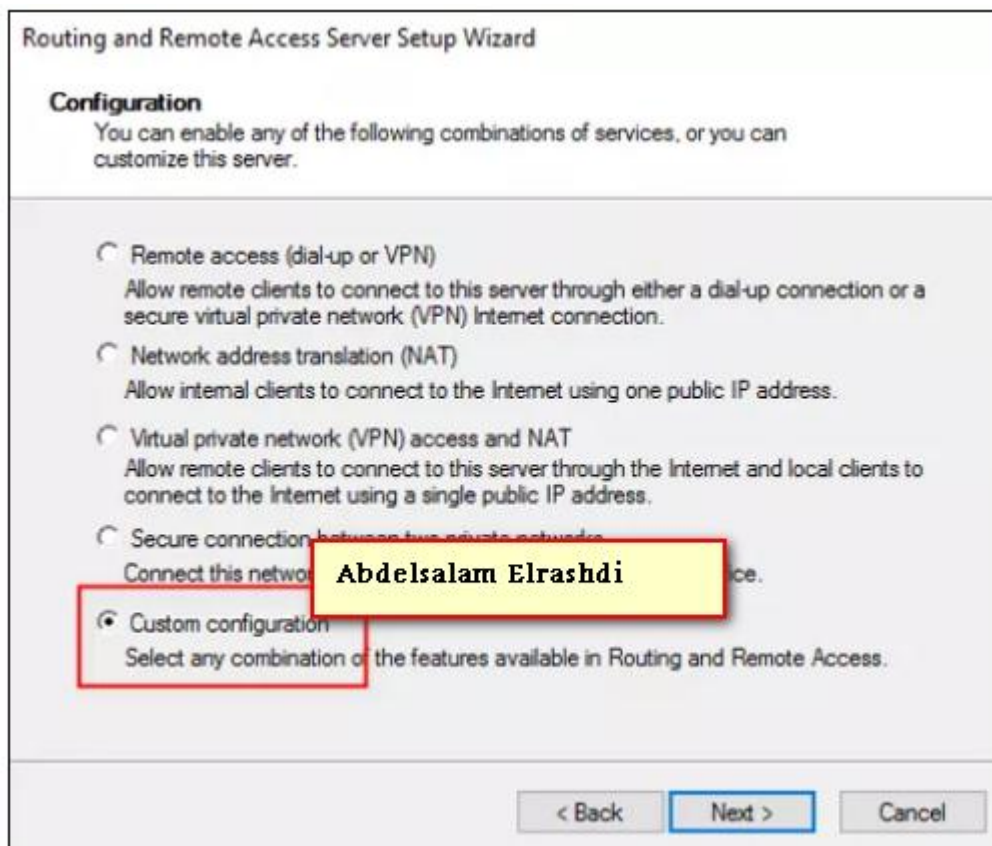 Routing and Remote Access Server Setup Wizard
Configuration
You can enable any of the following combinations of services, or you can
customize this server.
Remote access (dial-up or VPN)
Allow remote clients to connect to this server through either a dial-up connection or a
secure virtual private network (VPN) Internet connection.
Network address translation (NAT)
Allow internal clients to connect to the Internet using one public IP address.
Virtual private network (VPN) access and NAT
Allow remote clients to connect to this server through the Internet and local clients to
connect to the Internet using a single public IP address.
Secure connection between two private networks
Connect this networ ice.
Abdelsalam Elrashdi
Custom configuration
Select any combination of the features available in Routing and Remote Access.
< Back Next > Cancel